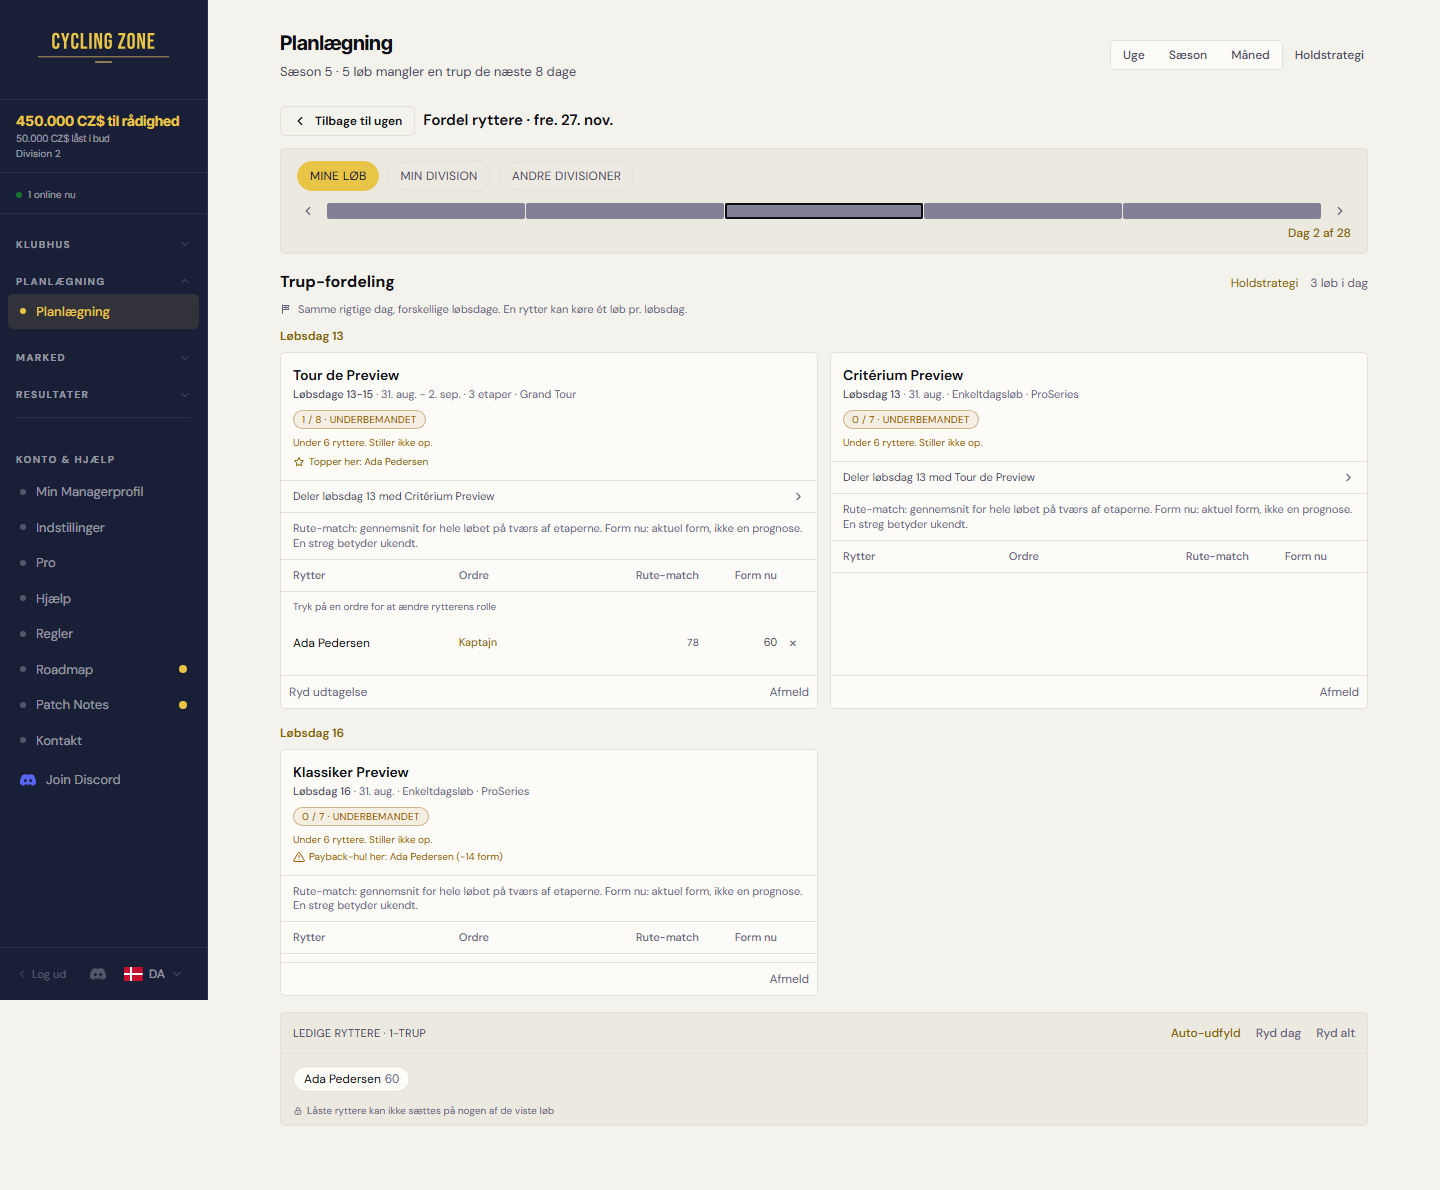 CYCLING ZONE
450.000 CZ$ til rådighed
50.000 CZ$ låst i bud
Division 2
1 online nu
KLUBHUS
PLANLÆGNING
Planlægning
MARKED
RESULTATER
KONTO & HJÆLP
Min Managerprofil
Indstillinger
Pro
Hjælp
Regler
Roadmap
Patch Notes
Kontakt
Join Discord
Log ud
DA
Planlægning
Sæson 5 · 5 løb mangler en trup de næste 8 dage
Uge Sæson Måned Holdstrategi
Tilbage til ugen Fordel ryttere · fre. 27. nov.
MINE LØB MIN DIVISION ANDRE DIVISIONER
Dag 2 af 28
Trup-fordeling
Holdstrategi 3 løb i dag
Samme rigtige dag, forskellige løbsdage. En rytter kan køre ét løb pr. løbsdag.
Løbsdag 13
Tour de Preview
Løbsdage 13-15 · 31. aug. - 2. sep. · 3 etaper · Grand Tour
1 / 8 · UNDERBEMANDET
Under 6 ryttere. Stiller ikke op.
Topper her: Ada Pedersen
Deler løbsdag 13 med Critérium Preview
Rute-match: gennemsnit for hele løbet på tværs af etaperne. Form nu: aktuel form, ikke en prognose.
En streg betyder ukendt.
Rytter Ordre Rute-match Form nu
Tryk på en ordre for at ændre rytterens rolle
Ada Pedersen Kaptajn 78 60 ×
Ryd udtagelse Afmeld
Critérium Preview
Løbsdag 13 · 31. aug. · Enkeltdagsløb · ProSeries
0 / 7 · UNDERBEMANDET
Under 6 ryttere. Stiller ikke op.
Deler løbsdag 13 med Tour de Preview
Rute-match: gennemsnit for hele løbet på tværs af etaperne. Form nu: aktuel form, ikke en prognose.
En streg betyder ukendt.
Rytter Ordre Rute-match Form nu
Afmeld
Løbsdag 16
Klassiker Preview
Løbsdag 16 · 31. aug. · Enkeltdagsløb · ProSeries
0 / 7 · UNDERBEMANDET
Under 6 ryttere. Stiller ikke op.
Payback-hul her: Ada Pedersen (-14 form)
Rute-match: gennemsnit for hele løbet på tværs af etaperne. Form nu: aktuel form, ikke en prognose.
En streg betyder ukendt.
Rytter Ordre Rute-match Form nu
Afmeld
LEDIGE RYTTERE · 1-TRUP
Auto-udfyld Ryd dag Ryd alt
Ada Pedersen 60
Låste ryttere kan ikke sættes på nogen af de viste løb